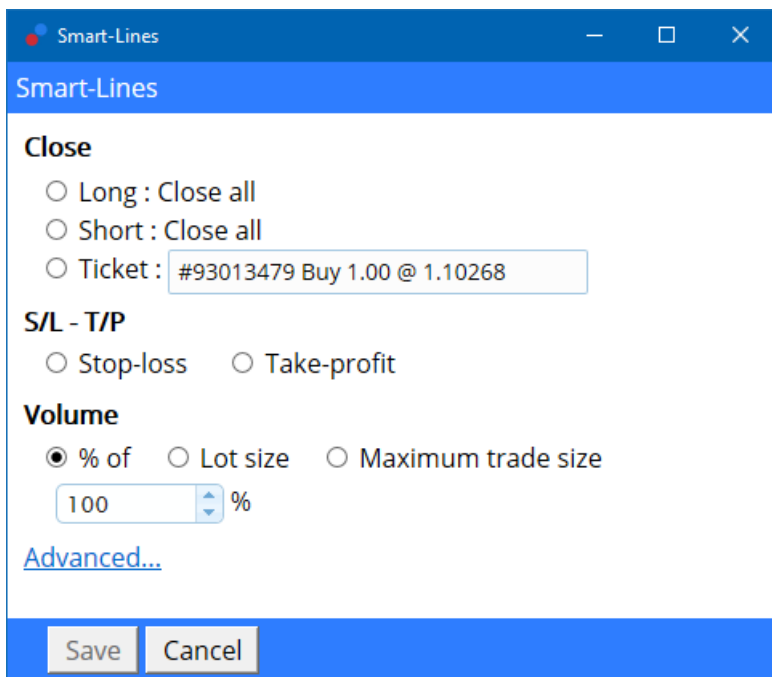 Smart-Lines
Smart-Lines
Close
Long : Close all
Short : Close all
Ticket : #93013479 Buy 1.00 @ 1.10268
S/L - T/P
Stop-loss Take-profit
Volume
% of Lot size Maximum trade size
100 %
Advanced...
Save Cancel